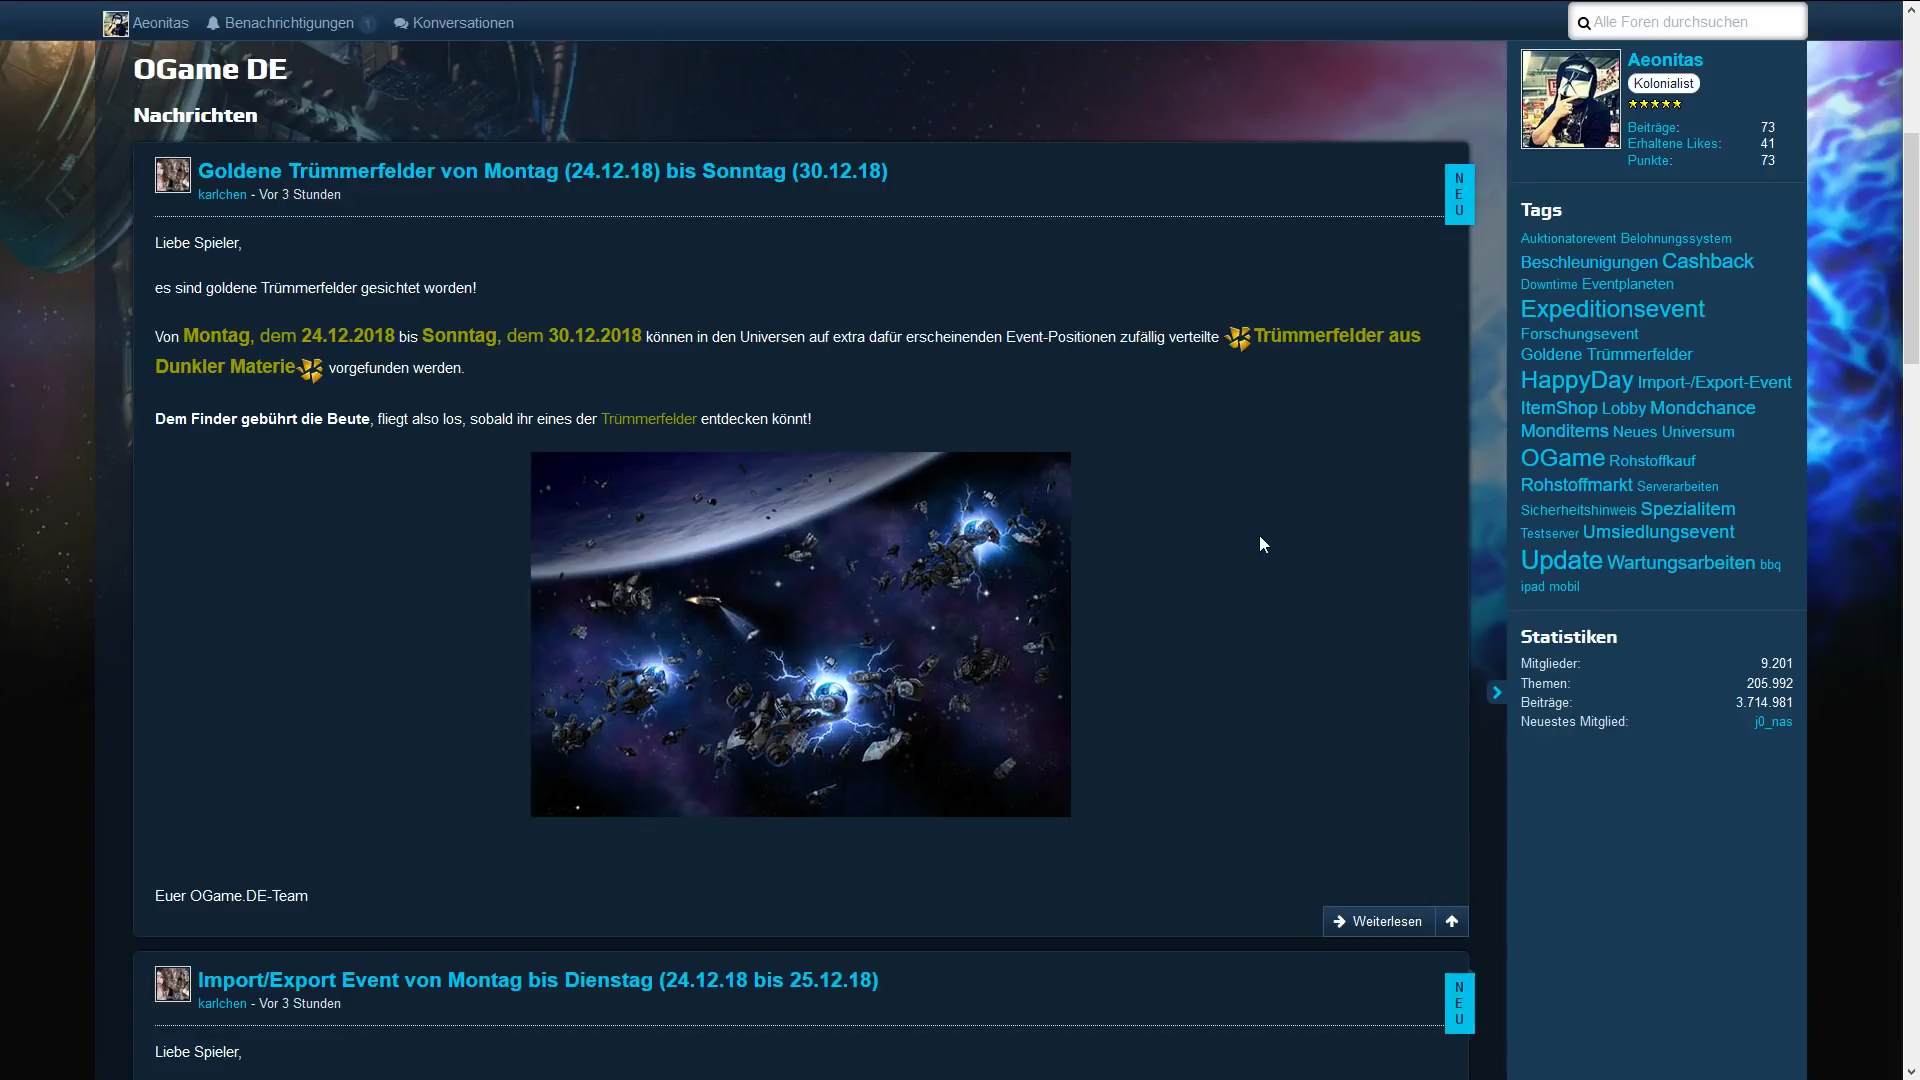 Aeonitas Benachrichtigungen 1 Konversationen
Alle Foren durchsuchen
OGame DE
Nachrichten
Goldene Trümmerfelder von Montag (24.12.18) bis Sonntag (30.12.18)
karlchen - Vor 3 Stunden
NEU
Liebe Spieler,
es sind goldene Trümmerfelder gesichtet worden!
Von Montag, dem 24.12.2018 bis Sonntag, dem 30.12.2018 können in den Universen auf extra dafür erscheinenden Event-Positionen zufällig verteilte Trümmerfelder aus
Dunkler Materie vorgefunden werden.
Dem Finder gebührt die Beute, fliegt also los, sobald ihr eines der Trümmerfelder entdecken könnt!
Euer OGame.DE-Team
Weiterlesen
Import/Export Event von Montag bis Dienstag (24.12.18 bis 25.12.18)
karlchen - Vor 3 Stunden
NEU
Liebe Spieler,
Aeonitas
Kolonialist
Beiträge: 73
Erhaltene Likes: 41
Punkte: 73
Tags
Auktionatorevent Belohnungssystem
Beschleunigungen Cashback
Downtime Eventplaneten
Expeditionsevent
Forschungsevent
Goldene Trümmerfelder
HappyDay Import-/Export-Event
ItemShop Lobby Mondchance
Monditems Neues Universum
OGame Rohstoffkauf
Rohstoffmarkt Serverarbeiten
Sicherheitshinweis Spezialitem
Testserver Umsiedlungsevent
Update Wartungsarbeiten bbq
ipad mobil
Statistiken
Mitglieder: 9.201
Themen: 205.992
Beiträge: 3.714.981
Neuestes Mitglied: j0_nas